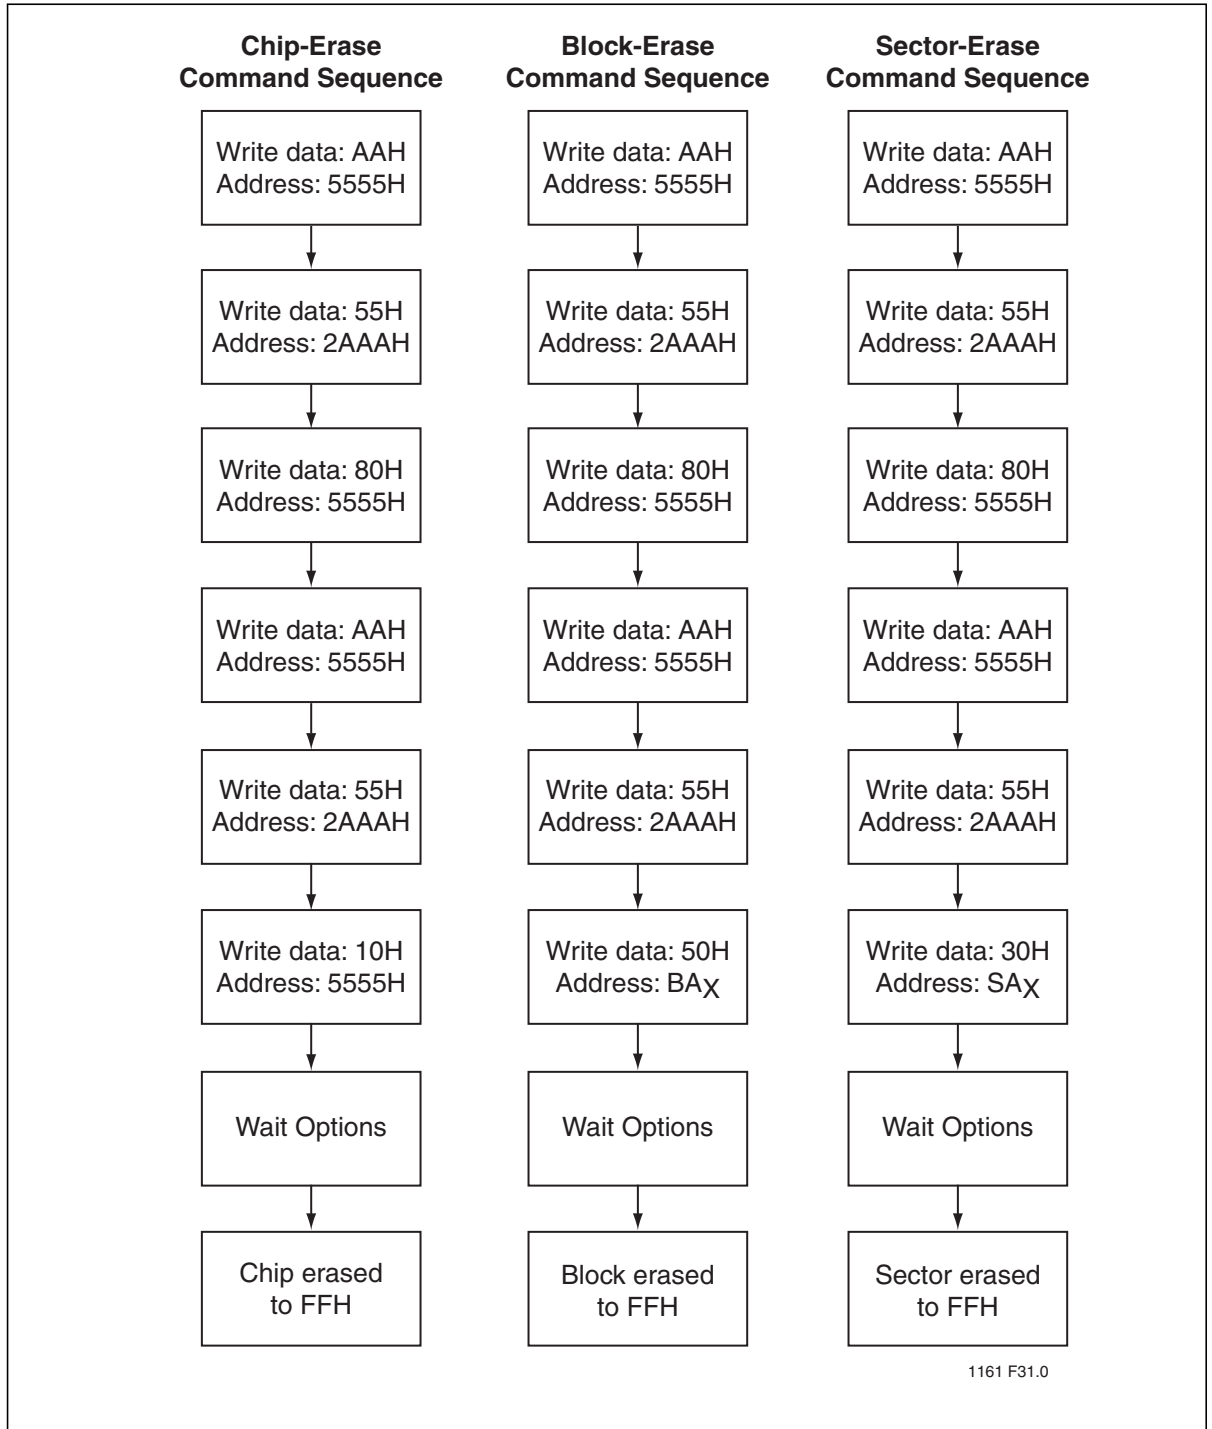 Chip-Erase
Command Sequence
Write data: AAH
Address: 5555H
Write data: 55H
Address: 2AAAH
Write data: 80H
Address: 5555H
Write data: AAH
Address: 5555H
Write data: 55H
Address: 2AAAH
Write data: 10H
Address: 5555H
Wait Options
Chip erased
to FFH
Block-Erase
Command Sequence
Write data: AAH
Address: 5555H
Write data: 55H
Address: 2AAAH
Write data: 80H
Address: 5555H
Write data: AAH
Address: 5555H
Write data: 55H
Address: 2AAAH
Write data: 50H
Address: BAX
Wait Options
Block erased
to FFH
Sector-Erase
Command Sequence
Write data: AAH
Address: 5555H
Write data: 55H
Address: 2AAAH
Write data: 80H
Address: 5555H
Write data: AAH
Address: 5555H
Write data: 55H
Address: 2AAAH
Write data: 30H
Address: SAX
Wait Options
Sector erased
to FFH
1161 F31.0